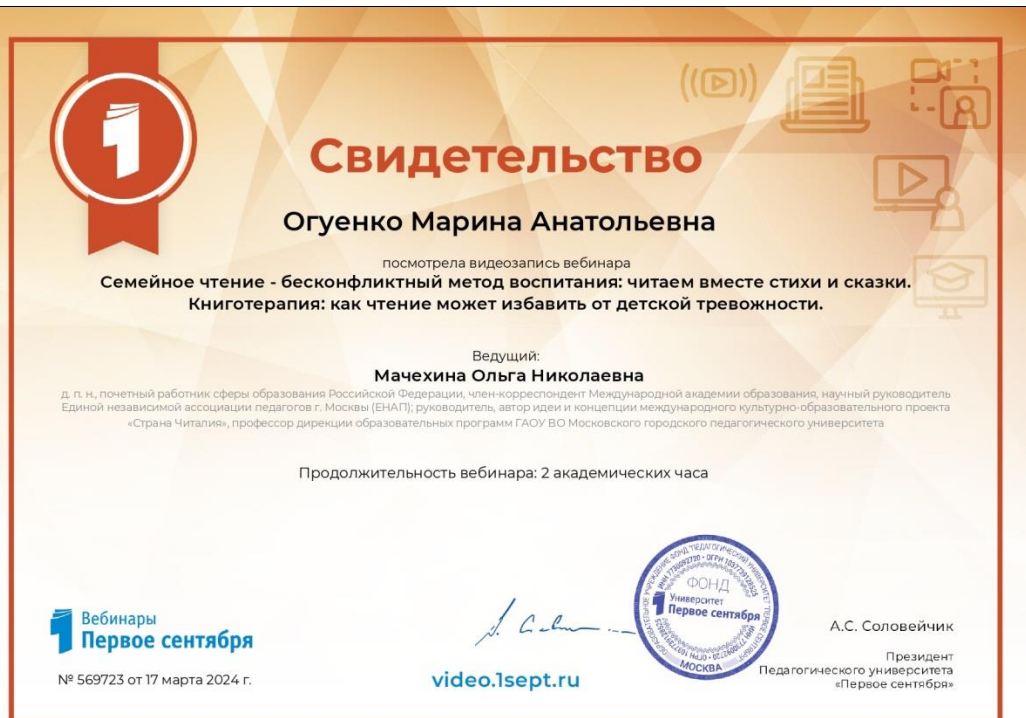 Свидетельство
Огуенко Марина Анатольевна
посмотрела видеозапись вебинара
Семейное чтение - бесконфликтный метод воспитания: читаем вместе стихи и сказки.
Книготерапия: как чтение может избавить от детской тревожности.
Ведущий:
Мачехина Ольга Николаевна
д. п. н., почетный работник сферы образования Российской Федерации, член-корреспондент Международной академии образования, научный руководитель
Единой независимой ассоциации педагогов г. Москвы (ЕНАП); руководитель, автор идеи и концепции международного культурно-образовательного проекта
«Страна Читалия», профессор дирекции образовательных программ ГАОУ ВО Московского городского педагогического университета
Продолжительность вебинара: 2 академических часа
Вебинары
Первое сентября
№ 569723 от 17 марта 2024 г.
video.1sept.ru
ФОНД
Университет
Первое сентября
МОСКВА
А.С. Соловейчик
Президент
Педагогического университета
«Первое сентября»